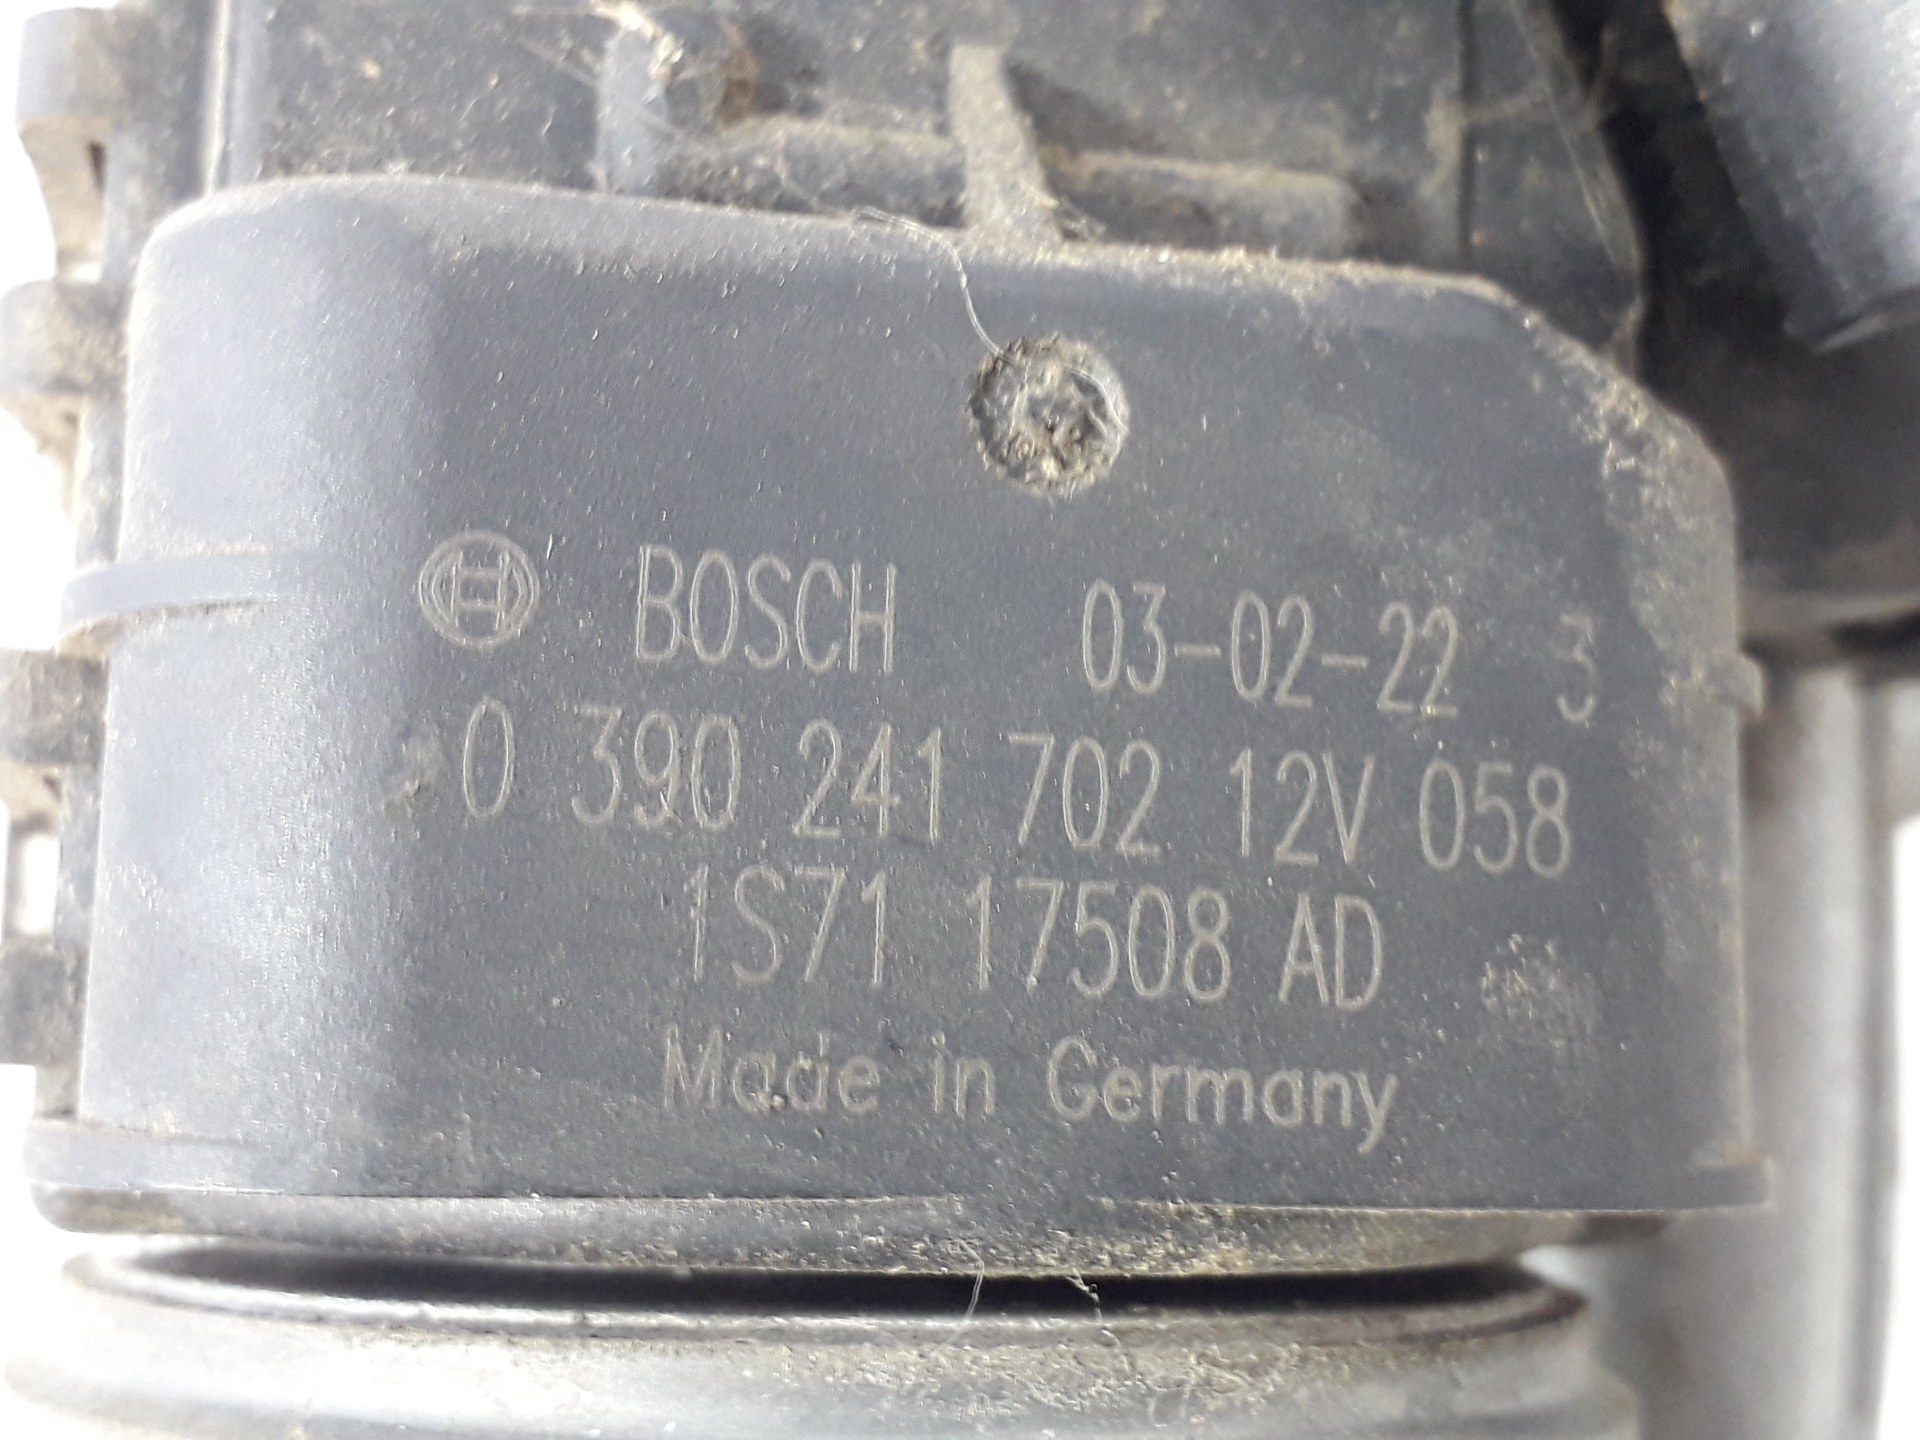 BOSCH 03-02-22 3
0 390 241 702 12V 058
1S71 17508 AD
Made in Germany